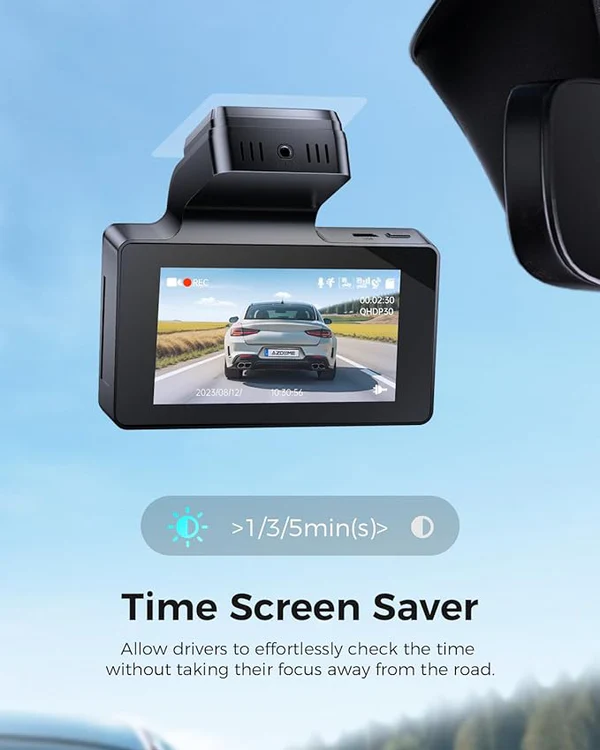 REC
00:02:30
QHDP30
AZDOME
2023/08/12/ 10:30:56
>1/3/5min(s)>
Time Screen Saver
Allow drivers to effortlessly check the time
without taking their focus away from the road.